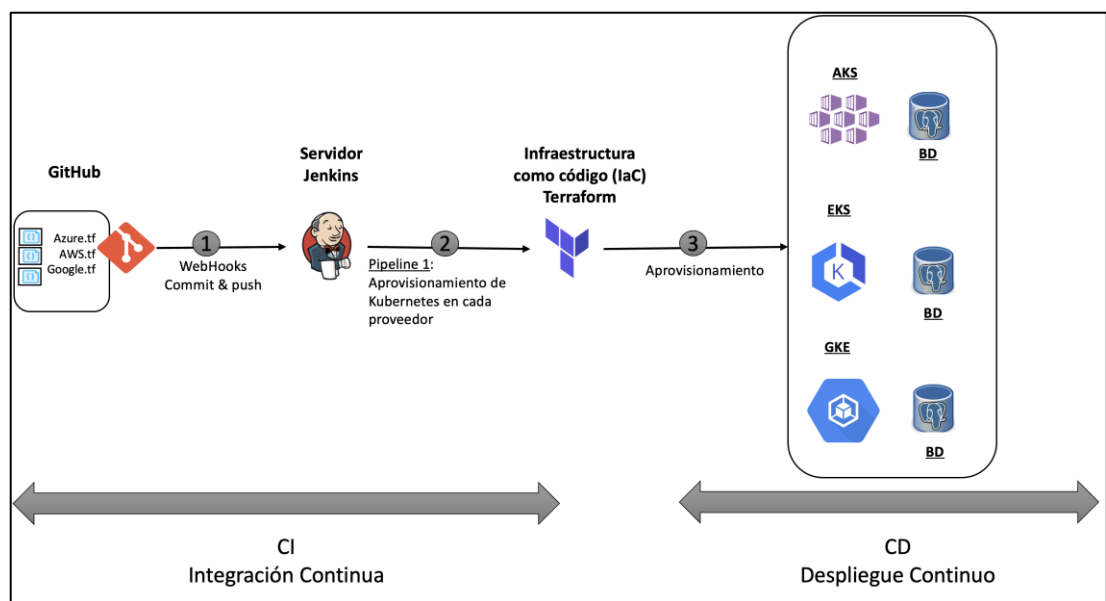 GitHub
Azure.tf
AWS.tf
Google.tf
1
WebHooks
Commit & push
Servidor
Jenkins
2
Pipeline 1:
Aprovisionamiento de
Kubernetes en cada
proveedor
Infraestructura
como código (IaC)
Terraform
3
Aprovisionamiento
AKS
BD
EKS
K
BD
GKE
BD
CI
Integración Continua
CD
Despliegue Continuo